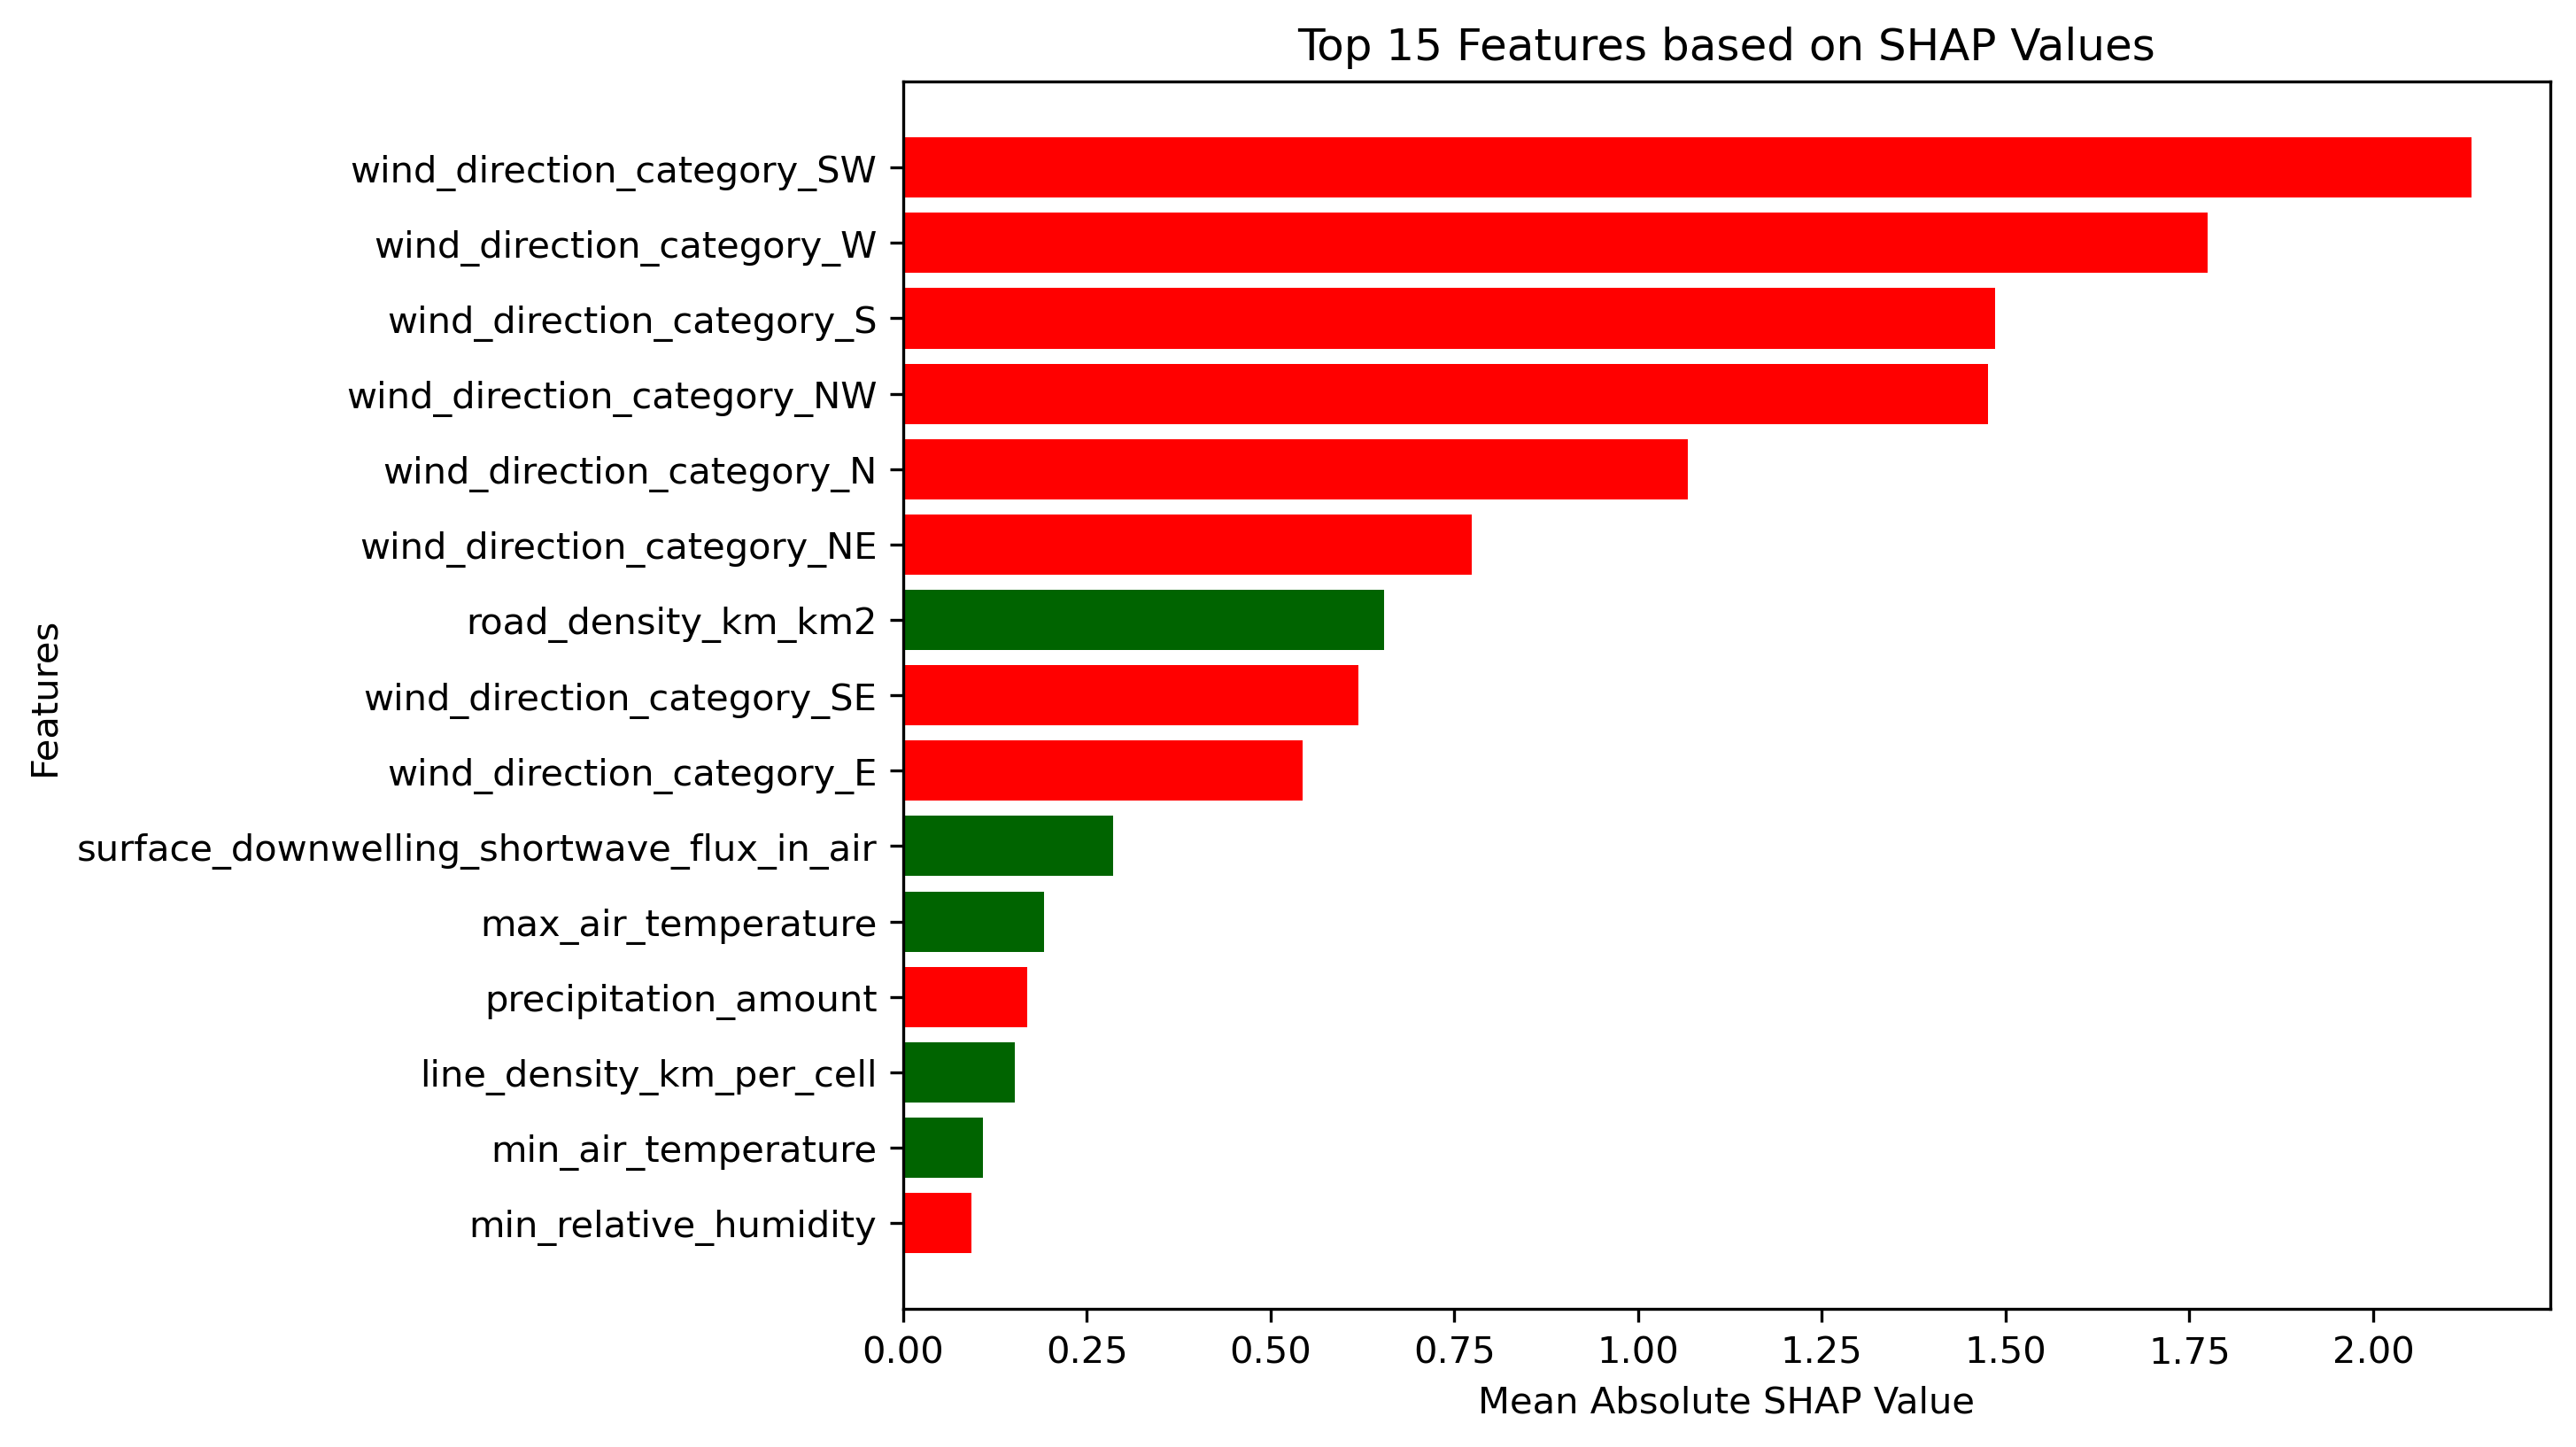 Top 15 Features based on SHAP Values
Features
wind_direction_category_SW
wind_direction_category_W
wind_direction_category_S
wind_direction_category_NW
wind_direction_category_N
wind_direction_category_NE
road_density_km_km2
wind_direction_category_SE
wind_direction_category_E
surface_downwelling_shortwave_flux_in_air
max_air_temperature
precipitation_amount
line_density_km_per_cell
min_air_temperature
min_relative_humidity
0.00 0.25 0.50 0.75 1.00 1.25 1.50 1.75 2.00
Mean Absolute SHAP Value